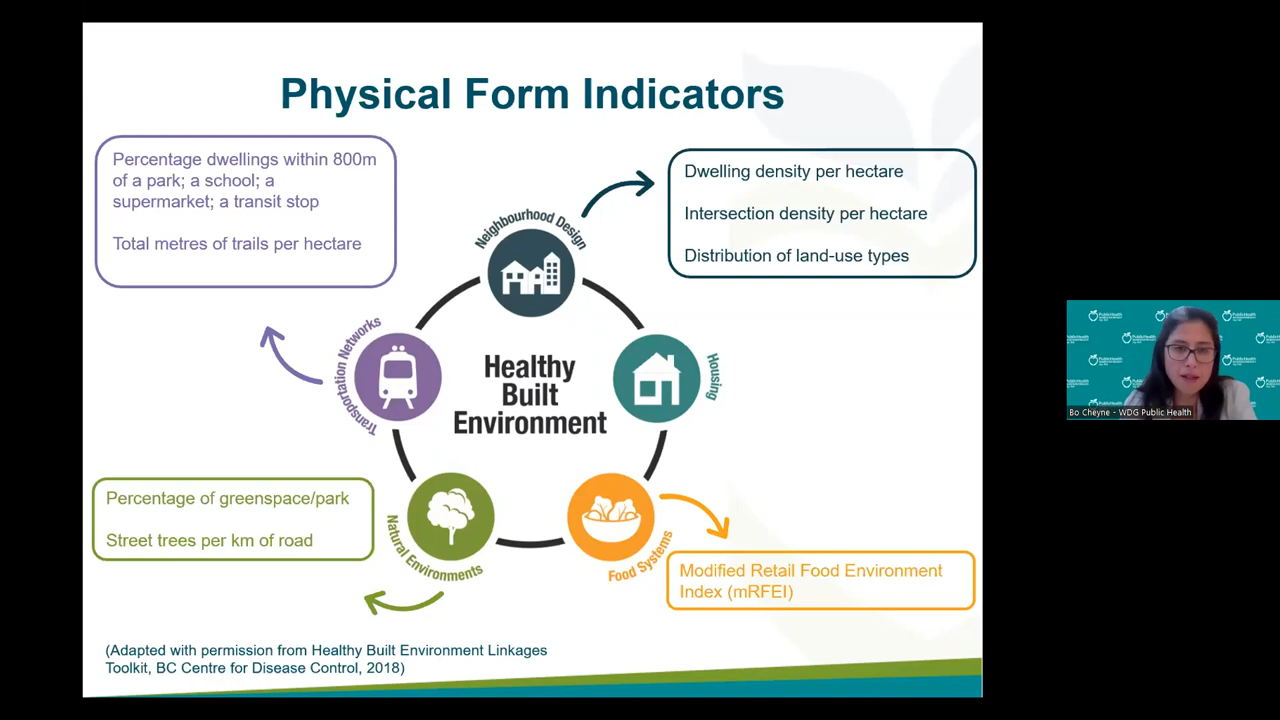 Physical Form Indicators
Percentage dwellings within 800m
of a park; a school; a
supermarket; a transit stop
Total metres of trails per hectare
Dwelling density per hectare
Intersection density per hectare
Distribution of land-use types
Neighbourhood Design
Transportation Networks
Healthy
Built
Environment
Housing
Percentage of greenspace/park
Street trees per km of road
Natural Environments
Food Systems
Modified Retail Food Environment
Index (mRFEI)
(Adapted with permission from Healthy Built Environment Linkages
Toolkit, BC Centre for Disease Control, 2018)
PublicHealth
Bo Cheyne - WDG Public Health